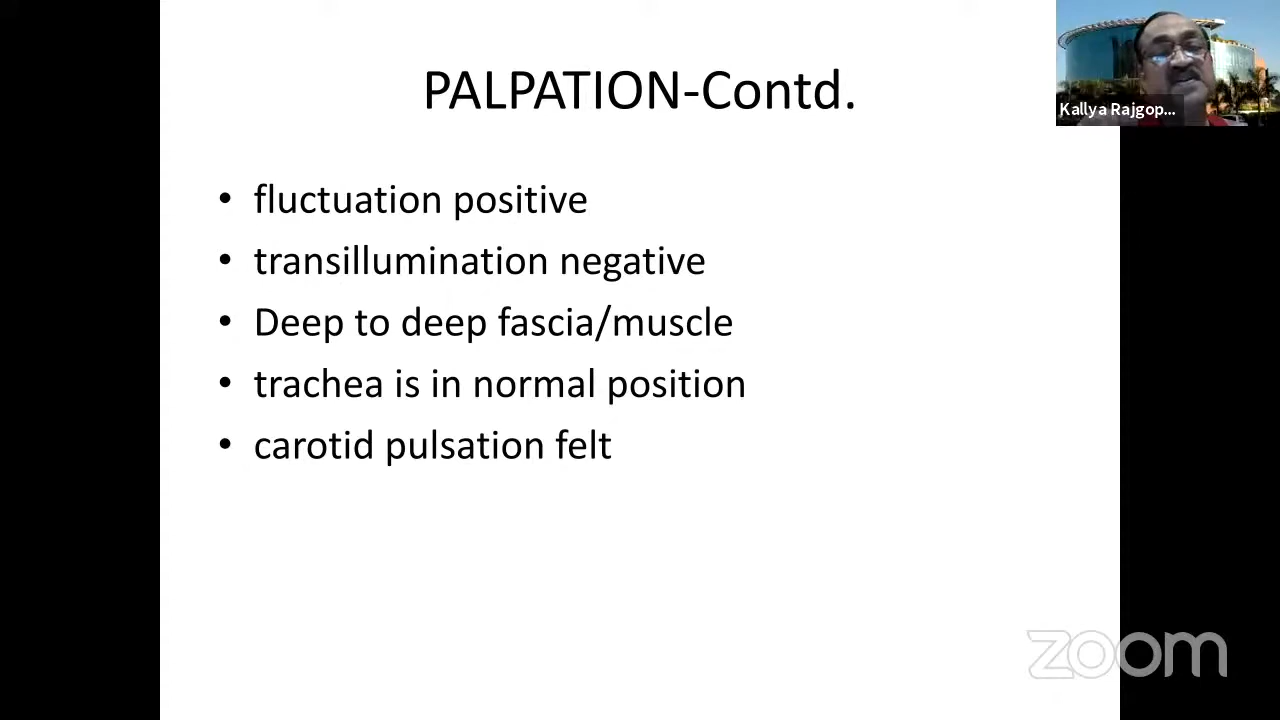 PALPATION-Contd.
Kallya Rajgop...
• fluctuation positive
• transillumination negative
• Deep to deep fascia/muscle
• trachea is in normal position
• carotid pulsation felt
zoom